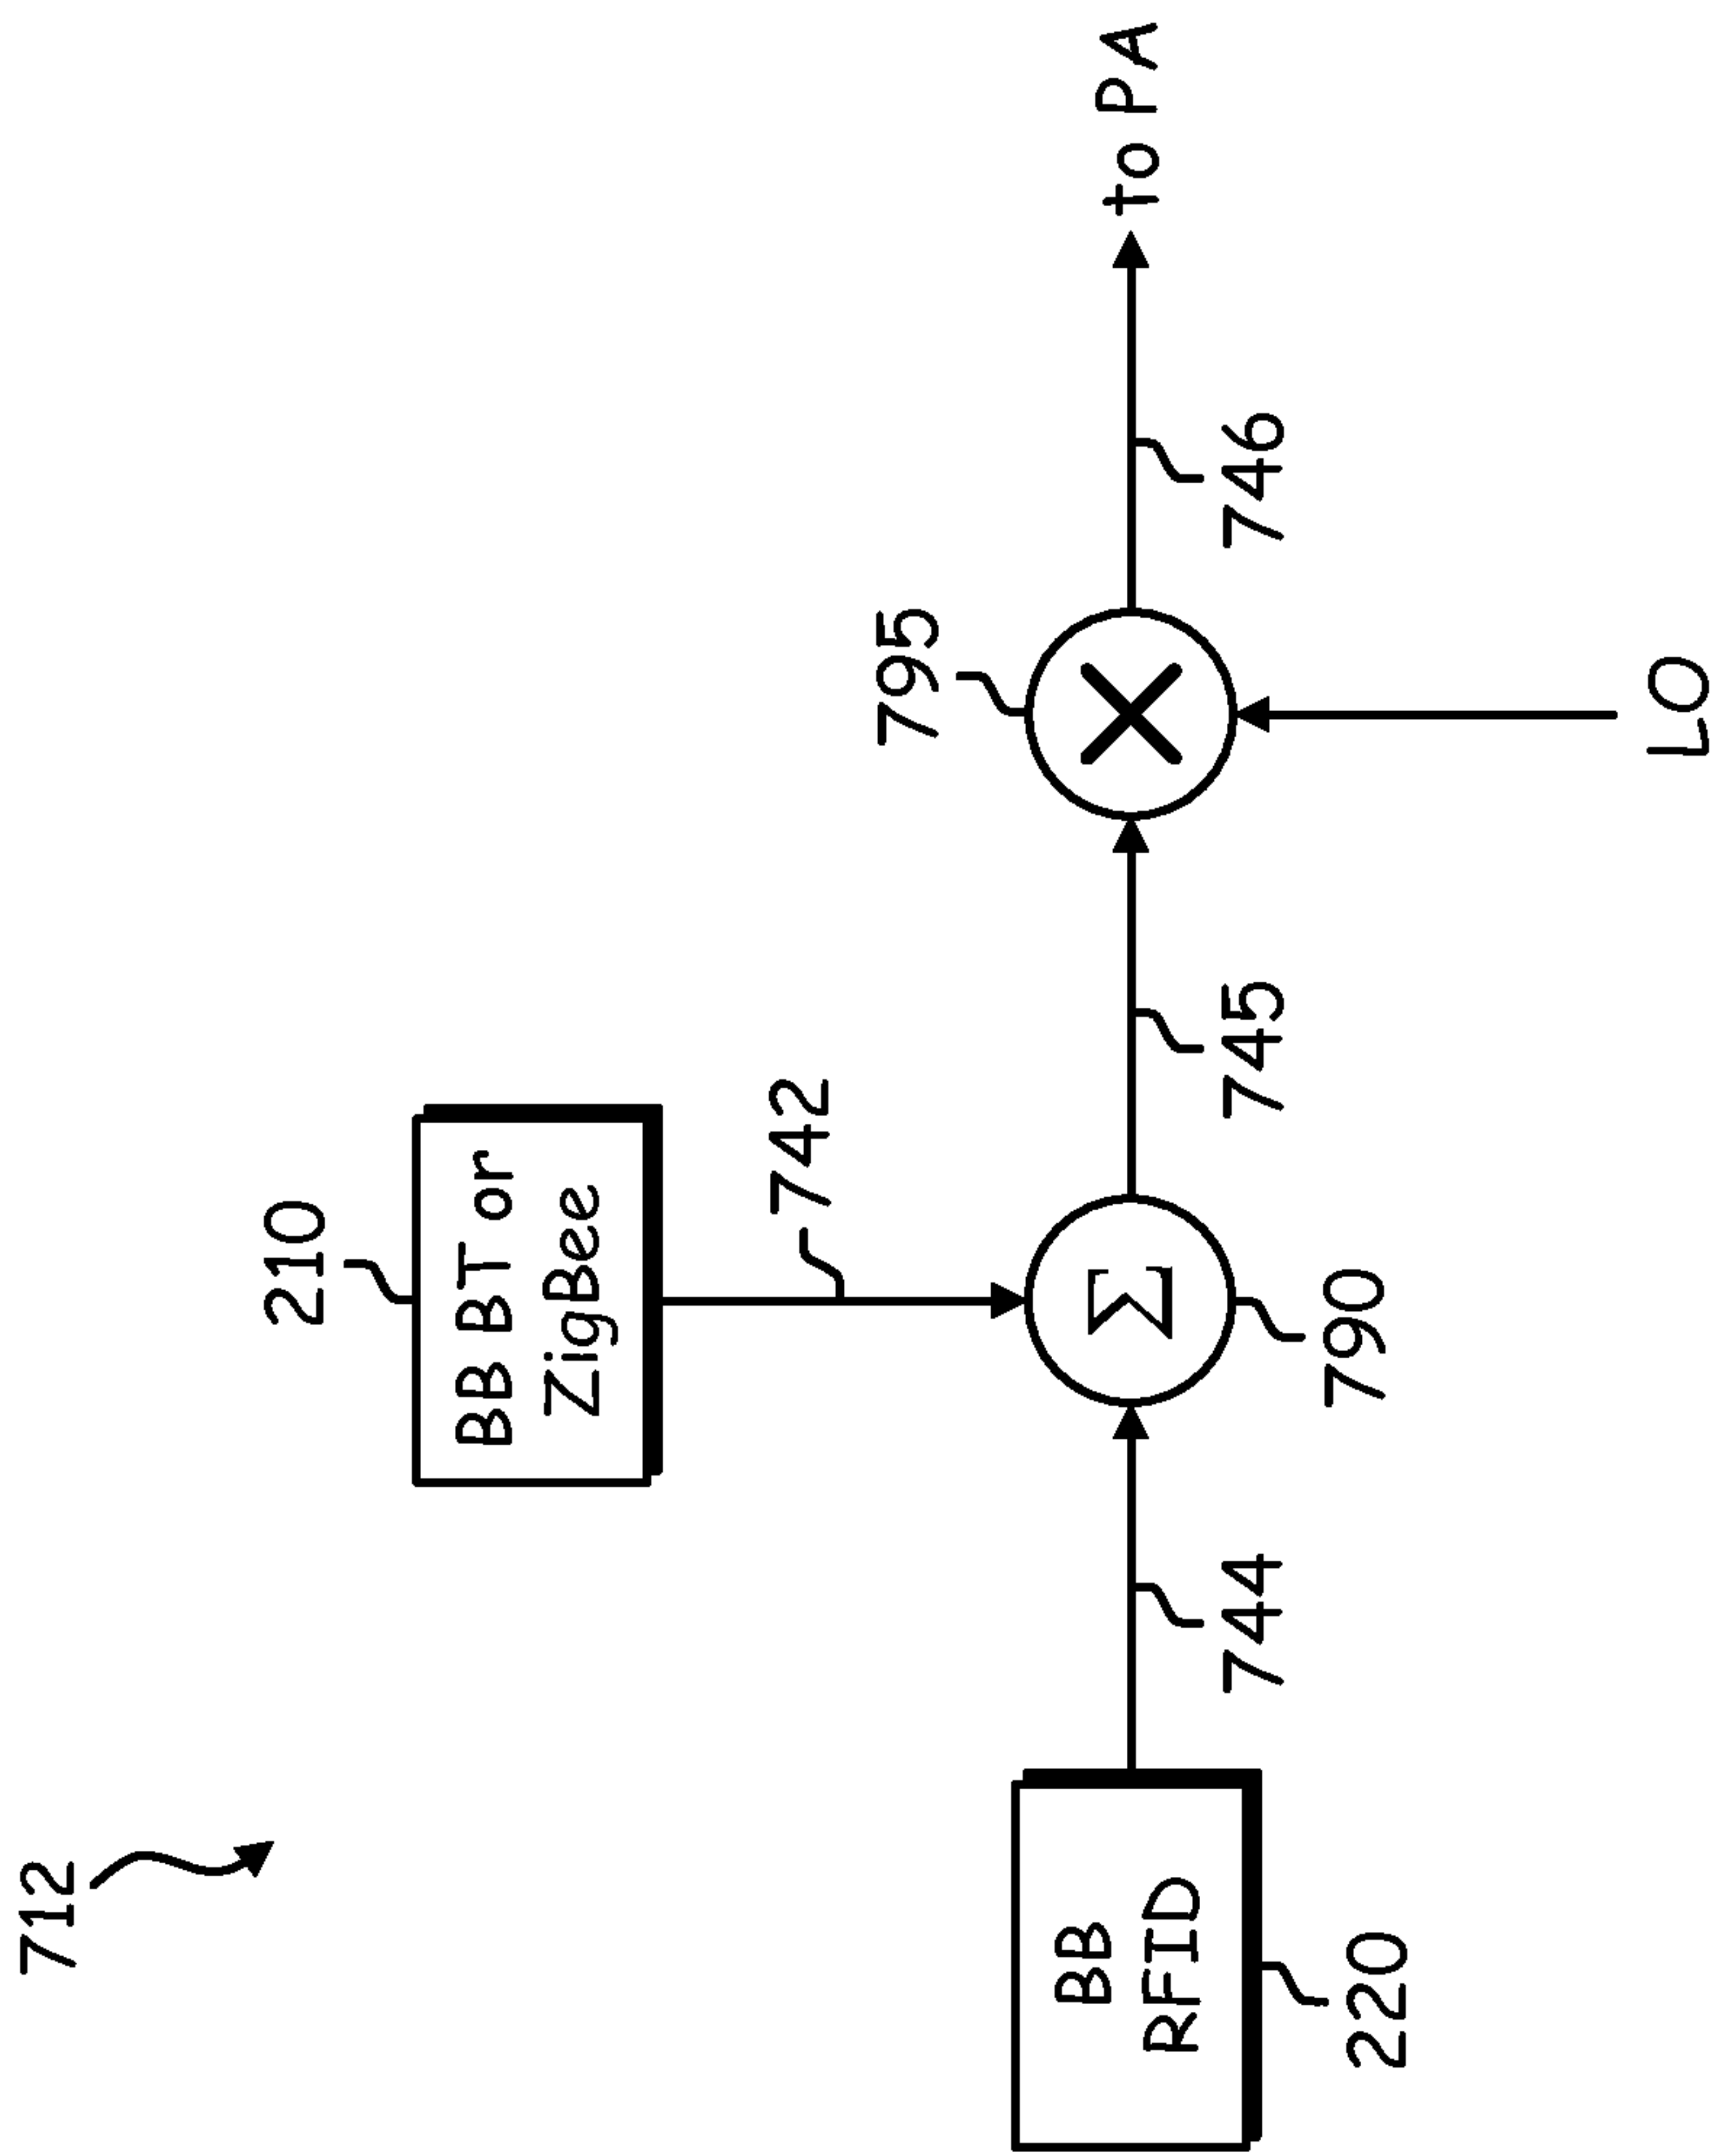 712
210
BB BT or
ZigBee
742
795
to PA
BB
RFID
744
Σ
745
746
220
790
LO